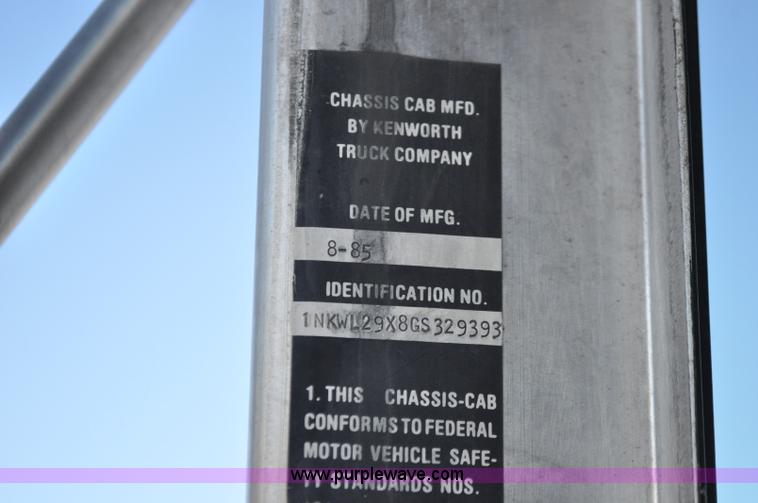 CHASSIS CAB MFD.
BY KENWORTH
TRUCK COMPANY
DATE OF MFG.
8-85
IDENTIFICATION NO.
1NKWL29X8GS329393
1. THIS CHASSIS-CAB
CONFORMS TO FEDERAL
MOTOR VEHICLE SAFE-
www.purplewave.com
TY STANDARDS NOS.